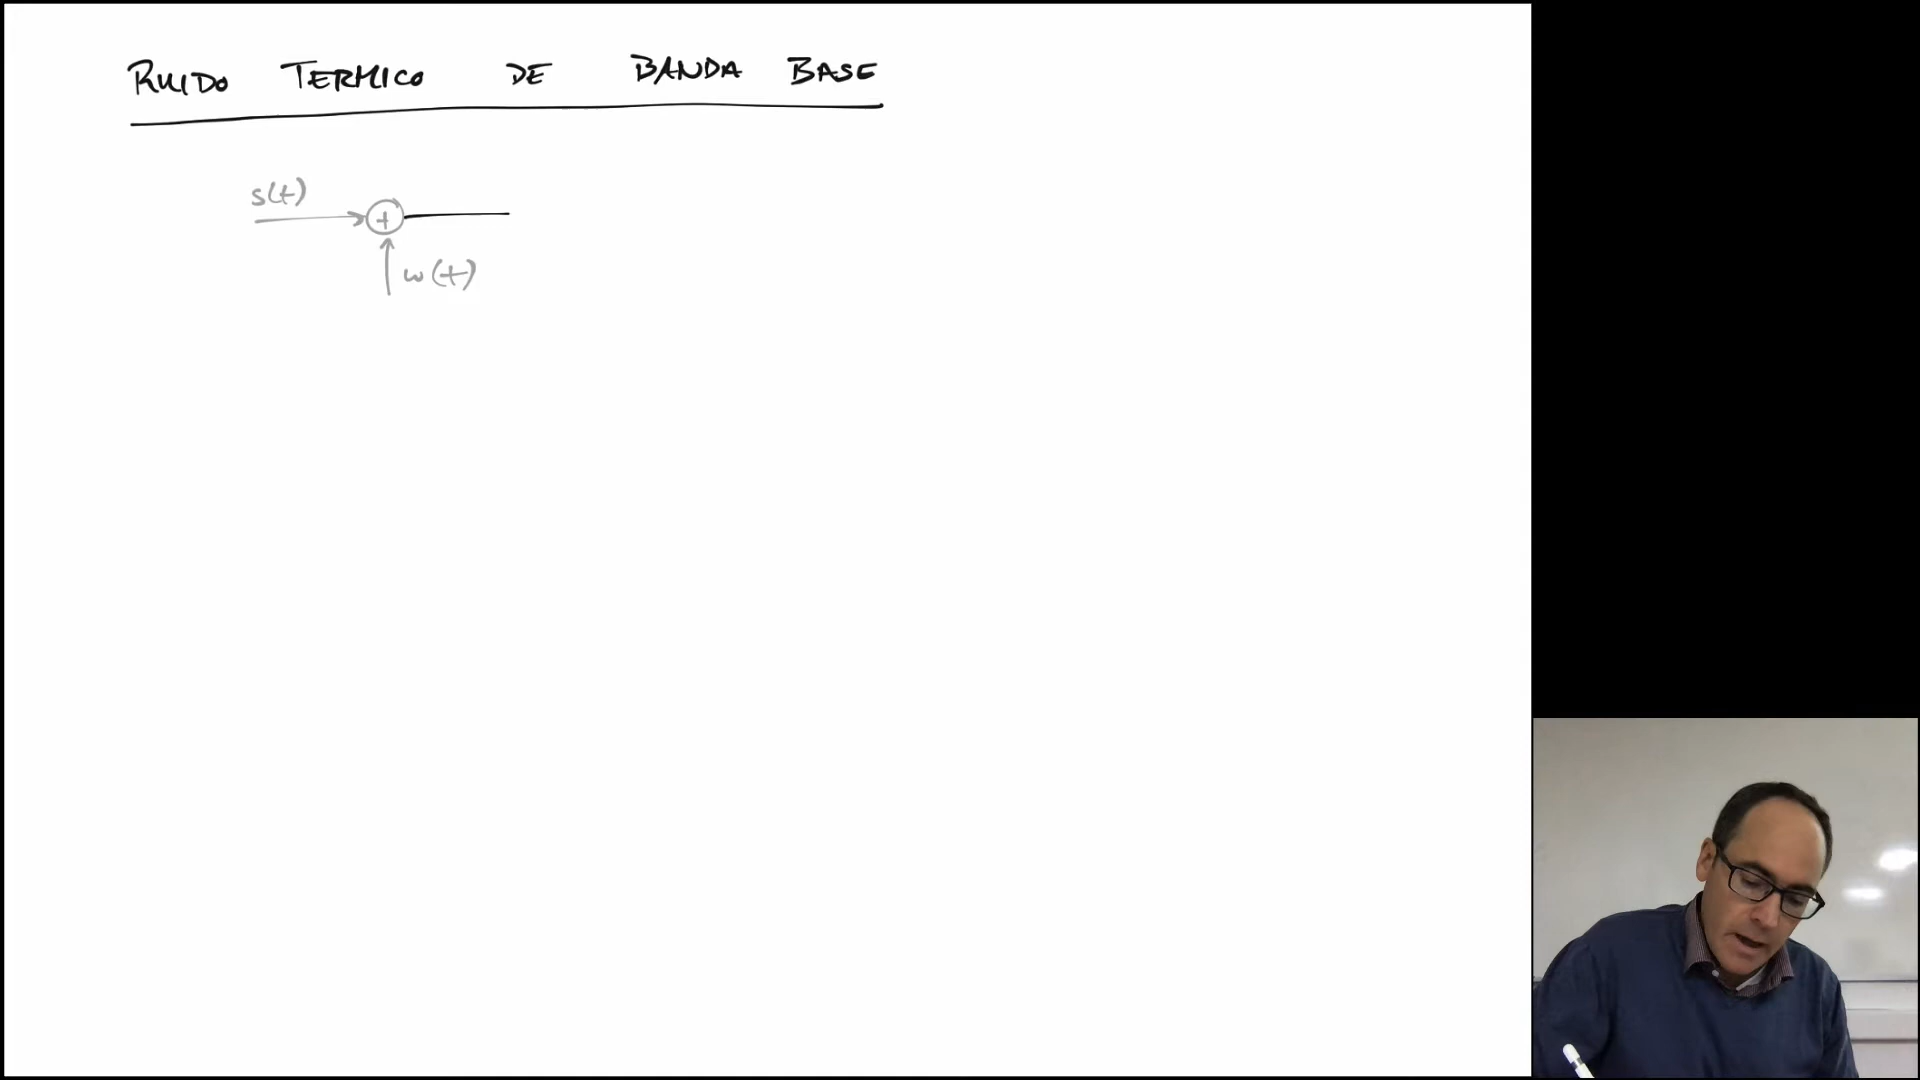 RUIDO TERMICO DE BANDA BASE
s(t)
+
w(t)